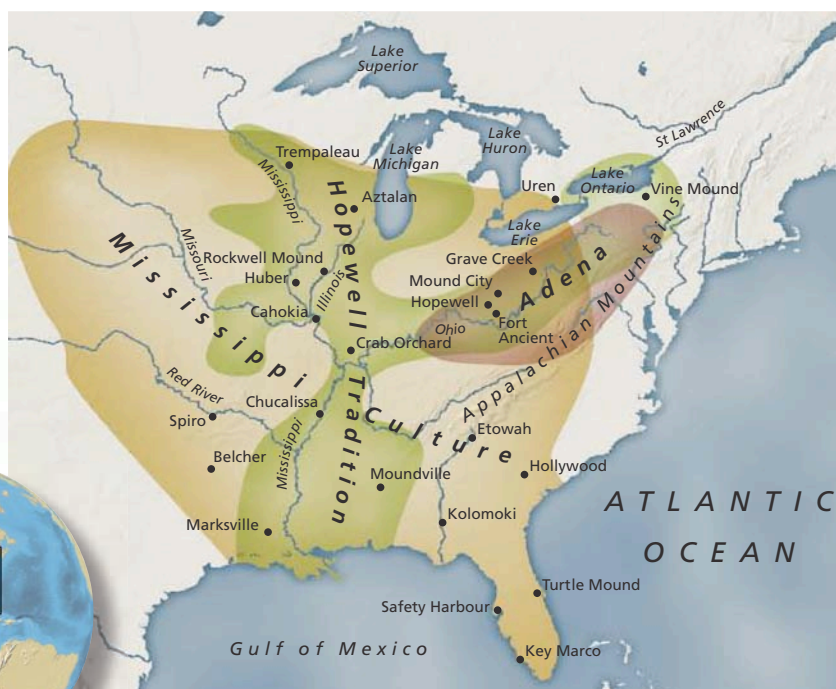 Lake
Superior
St Lawrence
Lake
Huron
Lake
Michigan
Trempaleau
Mississippi
Hopewell Tradition
Aztalan
Uren
Lake
Ontario
Vine Mound
Lake
Erie
Mississippi Culture
Missouri
Rockwell Mound
Huber
Illinois
Grave Creek
Mound City
Hopewell
Adena
Appalachian Mountains
Cahokia
Ohio
Fort
Ancient
Crab Orchard
Red River
Chucalissa
Spiro
Mississippi
Etowah
Belcher
Moundville
Hollywood
ATLANTIC
OCEAN
Marksville
Kolomoki
Turtle Mound
Safety Harbour
Gulf of Mexico
Key Marco